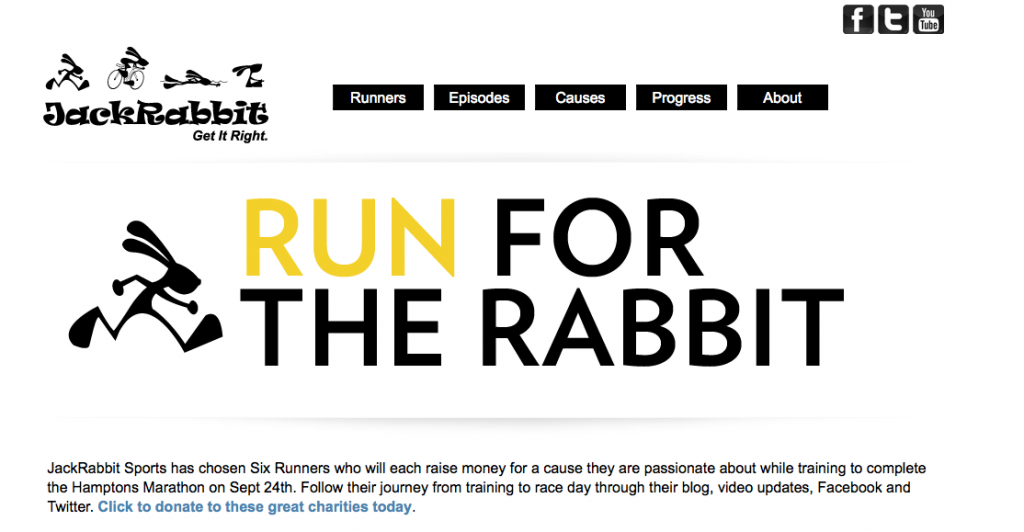 f t You Tube
JackRabbit
Get It Right.
Runners Episodes Causes Progress About
RUN FOR
THE RABBIT
JackRabbit Sports has chosen Six Runners who will each raise money for a cause they are passionate about while training to complete
the Hamptons Marathon on Sept 24th. Follow their journey from training to race day through their blog, video updates, Facebook and
Twitter. Click to donate to these great charities today.